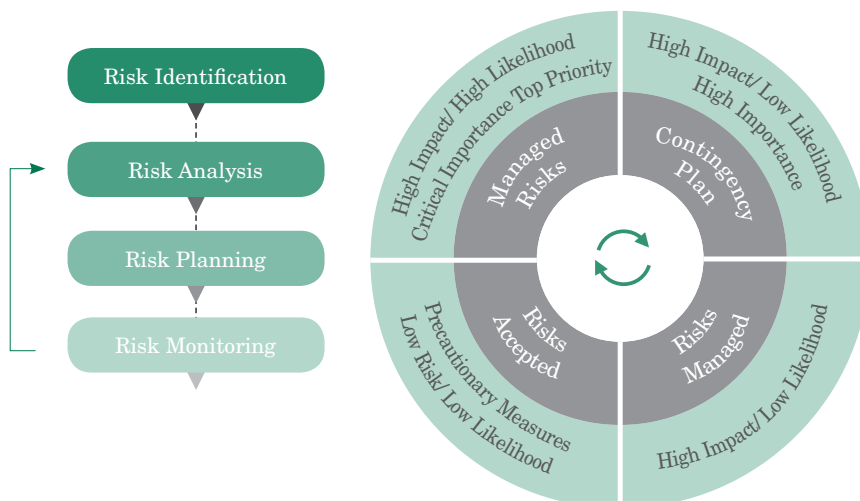 Risk Identification
Risk Analysis
Risk Planning
Risk Monitoring
High Impact/ High Likelihood
Critical Importance Top Priority
Managed
Risks
High Impact/ Low Likelihood
High Importance
Contingency
Plan
Risks
Accepted
Precautionary Measures
Low Risk/ Low Likelihood
Risks
Managed
High Impact/ Low Likelihood